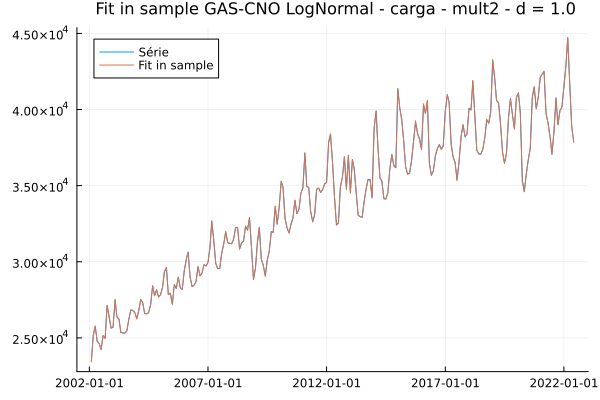 Fit in sample GAS-CNO LogNormal - carga - mult2 - d = 1.0
Série
Fit in sample
4.50×10⁴
4.00×10⁴
3.50×10⁴
3.00×10⁴
2.50×10⁴
2002-01-01 2007-01-01 2012-01-01 2017-01-01 2022-01-01